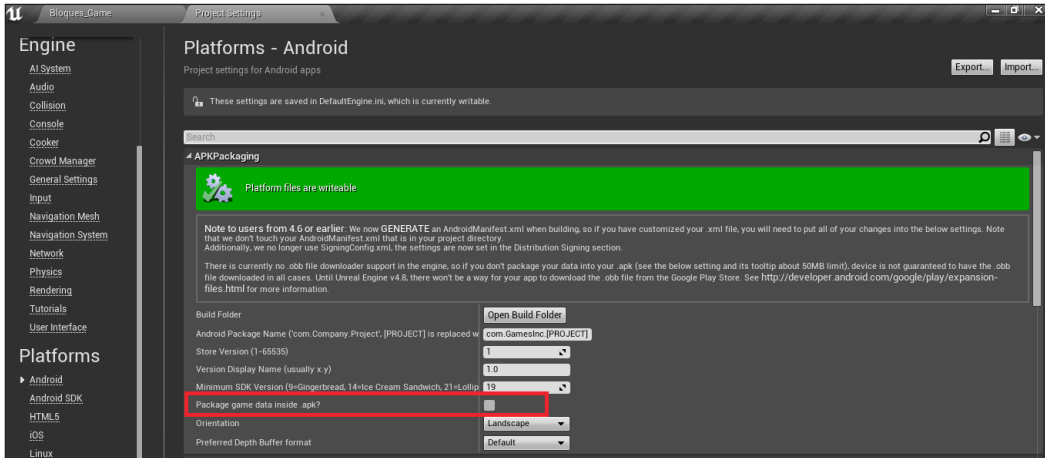 Bloques_Game
Project Settings
Engine
AI System
Audio
Collision
Console
Cooker
Crowd Manager
General Settings
Input
Navigation Mesh
Navigation System
Network
Physics
Rendering
Tutorials
User Interface
Platforms
Android
Android SDK
HTML5
iOS
Linux
Platforms - Android
Project settings for Android apps
Export...
Import...
These settings are saved in DefaultEngine.ini, which is currently writable.
Search
APKPackaging
Platform files are writeable
Note to users from 4.6 or earlier: We now GENERATE an AndroidManifest.xml when building, so if you have customized your .xml file, you will need to put all of your changes into the below settings. Note
that we don't touch your AndroidManifest.xml that is in your project directory.
Additionally, we no longer use SigningConfig.xml, the settings are now set in the Distribution Signing section.
There is currently no .obb file downloader support in the engine, so if you don't package your data into your .apk (see the below setting and its tooltip about 50MB limit), device is not guaranteed to have the .obb
file downloaded in all cases. Until Unreal Engine v4.8, there won't be a way for your app to download the .obb file from the Google Play Store. See http://developer.android.com/google/play/expansion-
files.html for more information.
Build Folder
Open Build Folder
Android Package Name ('com.Company.Project', [PROJECT] is replaced w
com.GamesInc.[PROJECT]
Store Version (1-65535)
1
Version Display Name (usually x.y)
1.0
Minimum SDK Version (9=Gingerbread, 14=Ice Cream Sandwich, 21=Lollip
19
Package game data inside .apk?
Orientation
Landscape
Preferred Depth Buffer format
Default